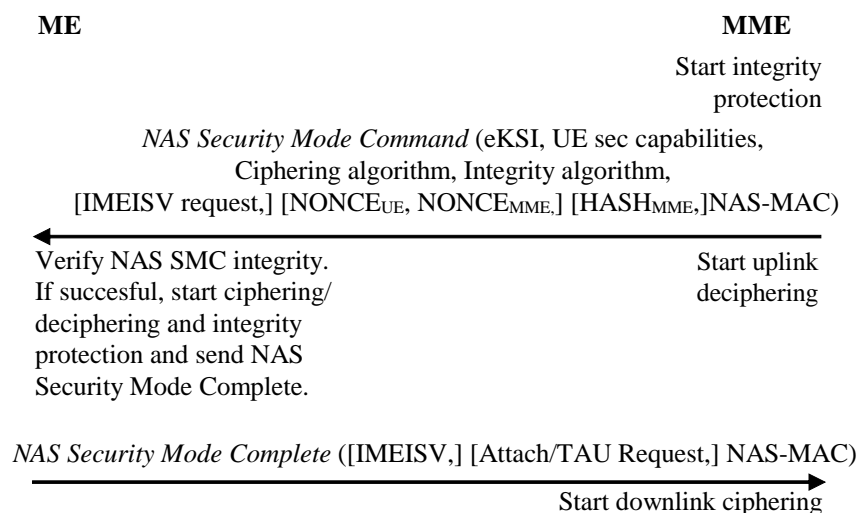 ME MME
Start integrity
protection
NAS Security Mode Command (eKSI, UE sec capabilities,
Ciphering algorithm, Integrity algorithm,
[IMEISV request,] [NONCEUE, NONCEMME,] [HASHMME,]NAS-MAC)
Verify NAS SMC integrity.
If succesful, start ciphering/
deciphering and integrity
protection and send NAS
Security Mode Complete.
Start uplink
deciphering
NAS Security Mode Complete ([IMEISV,] [Attach/TAU Request,] NAS-MAC)
Start downlink ciphering